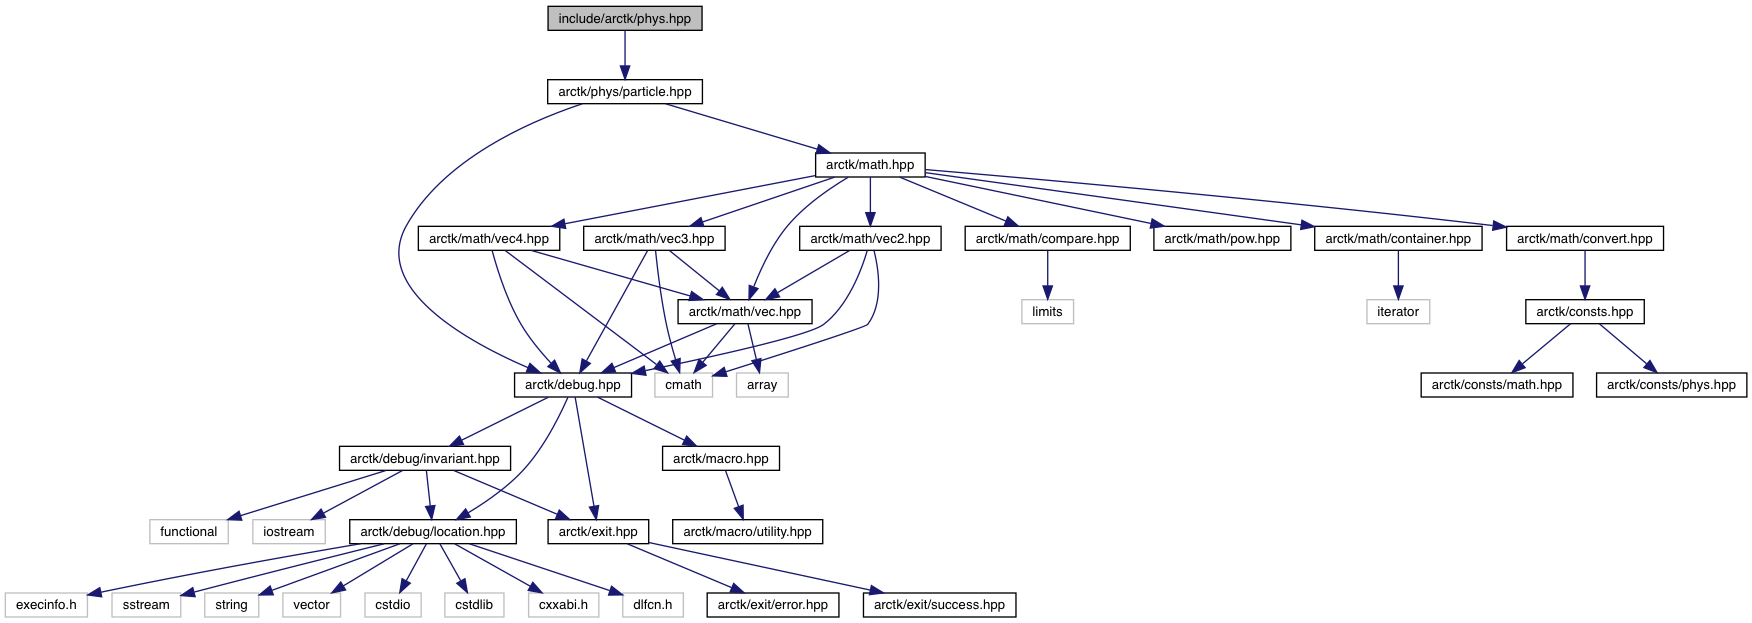 include/arctk/phys.hpp
arctk/phys/particle.hpp
arctk/math.hpp
arctk/math/vec4.hpp
arctk/math/vec3.hpp
arctk/math/vec2.hpp
arctk/math/compare.hpp
arctk/math/pow.hpp
arctk/math/container.hpp
arctk/math/convert.hpp
arctk/math/vec.hpp
limits
iterator
arctk/consts.hpp
arctk/debug.hpp
cmath
array
arctk/consts/math.hpp
arctk/consts/phys.hpp
arctk/debug/invariant.hpp
arctk/macro.hpp
functional
iostream
arctk/debug/location.hpp
arctk/exit.hpp
arctk/macro/utility.hpp
execinfo.h
sstream
string
vector
cstdio
cstdlib
cxxabi.h
dlfcn.h
arctk/exit/error.hpp
arctk/exit/success.hpp